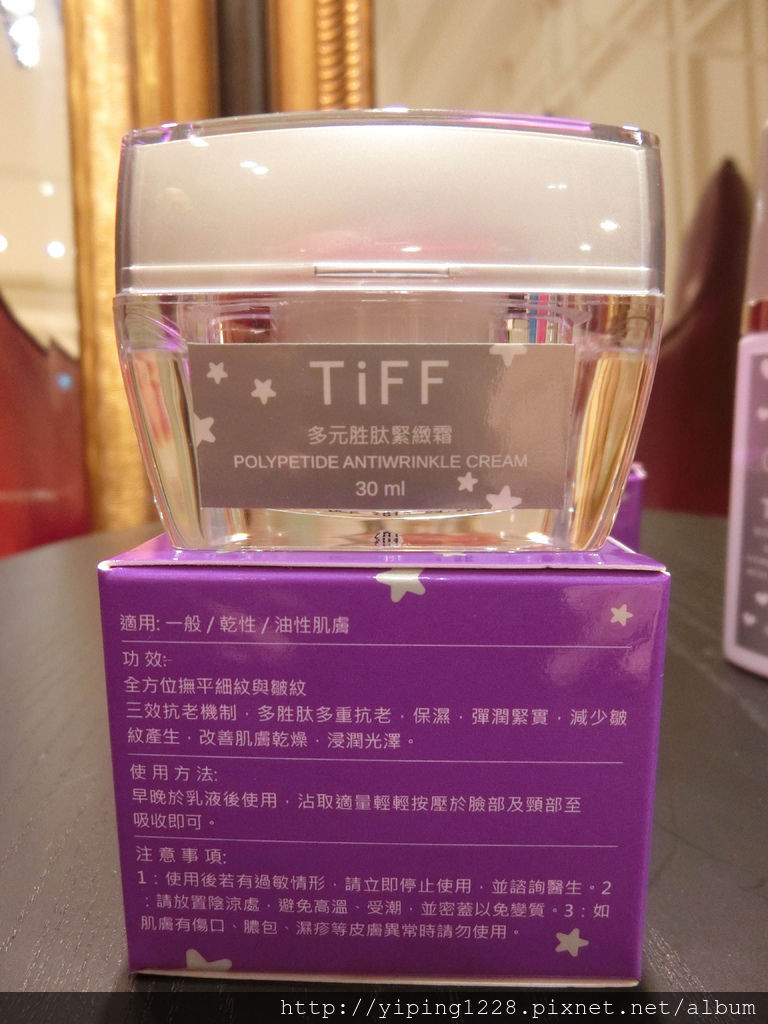 TiFF
多元胜肽緊緻霜
POLYPETIDE ANTIWRINKLE CREAM
30 ml
適用: 一般 / 乾性 / 油性肌膚
功效:
全方位撫平細紋與皺紋
三效抗老機制，多胜肽多重抗老，保濕，彈潤緊實，減少皺
紋產生，改善肌膚乾燥，浸潤光澤。
使用方法:
早晚於乳液後使用，沾取適量輕輕按壓於臉部及頸部至
吸收即可。
注意事項:
1：使用後若有過敏情形，請立即停止使用，並諮詢醫生。2
：請放置陰涼處，避免高溫、受潮，並密蓋以免變質。3：如
肌膚有傷口、膿包、濕疹等皮膚異常時請勿使用。
http://yiping1228.pixnet.net/album